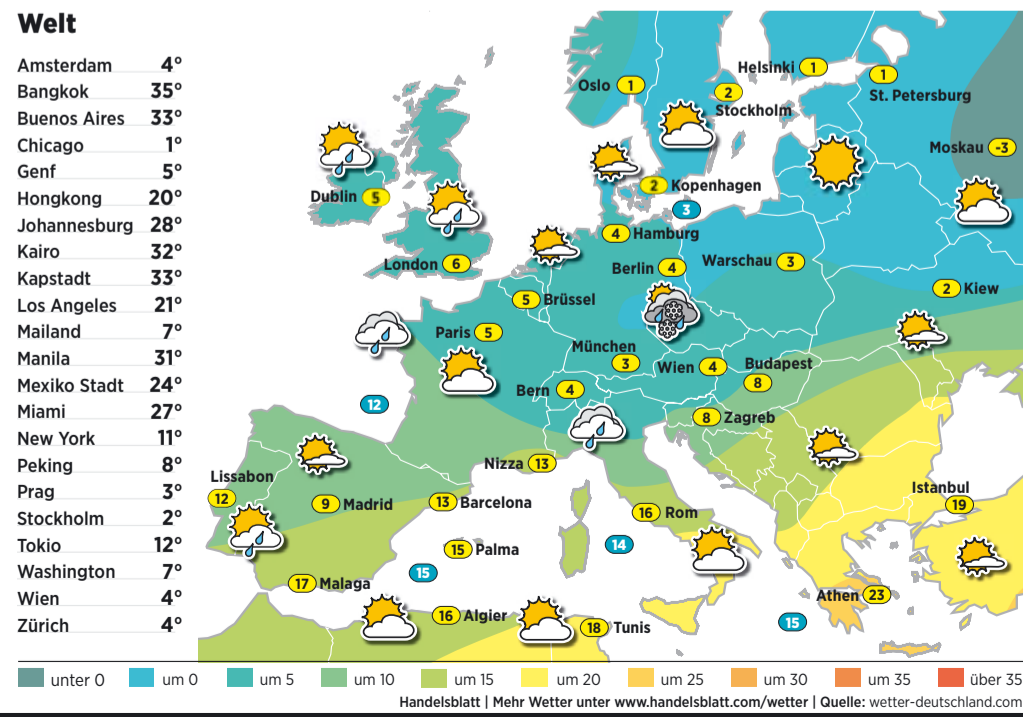 Welt
Amsterdam 4°
Bangkok 35°
Buenos Aires 33°
Chicago 1°
Genf 5°
Hongkong 20°
Johannesburg 28°
Kairo 32°
Kapstadt 33°
Los Angeles 21°
Mailand 7°
Manila 31°
Mexiko Stadt 24°
Miami 27°
New York 11°
Peking 8°
Prag 3°
Stockholm 2°
Tokio 12°
Washington 7°
Wien 4°
Zürich 4°
Helsinki 1
1
St. Petersburg
Oslo 1
2
Stockholm
Moskau -3
Dublin 5
2 Kopenhagen
3
4 Hamburg
London 6
Berlin 4
Warschau 3
2 Kiew
5 Brüssel
Paris 5
München
3
Wien 4
Budapest
8
Bern 4
12
8 Zagreb
Nizza 13
Lissabon
12
9 Madrid
13 Barcelona
16 Rom
Istanbul
19
15 Palma
14
15
17 Malaga
Athen 23
16 Algier
18 Tunis
15
unter 0 um 0 um 5 um 10 um 15 um 20 um 25 um 30 um 35 über 35
Handelsblatt | Mehr Wetter unter www.handelsblatt.com/wetter | Quelle: wetter-deutschland.com